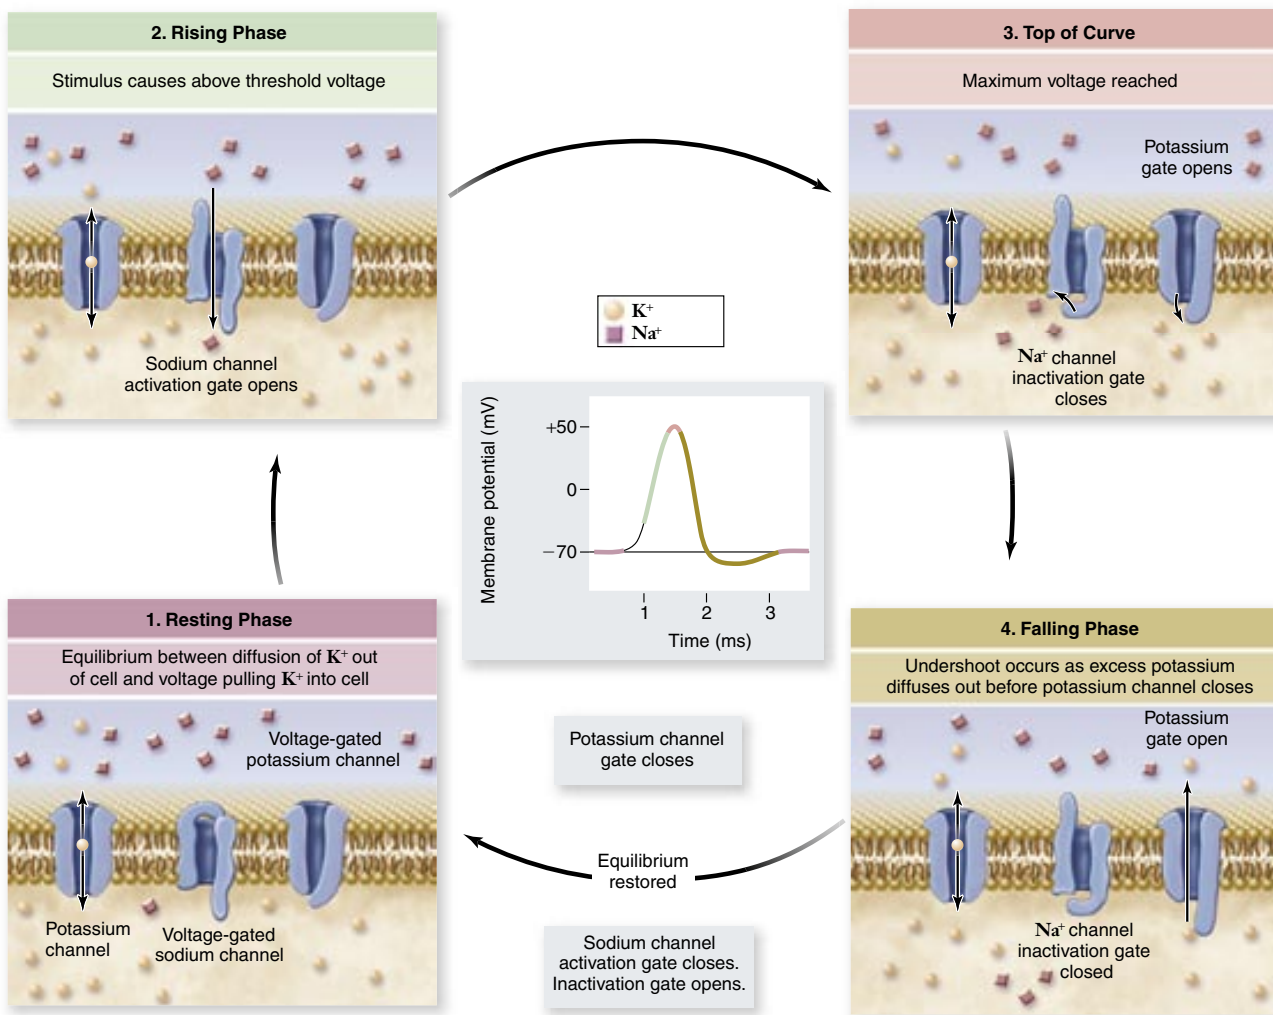 2. Rising Phase
Stimulus causes above threshold voltage
Sodium channel
activation gate opens
3. Top of Curve
Maximum voltage reached
Potassium
gate opens
Na⁺ channel
inactivation gate
closes
K⁺
Na⁺
Membrane potential (mV)
+50
0
−70
1 2 3
Time (ms)
1. Resting Phase
Equilibrium between diffusion of K⁺ out
of cell and voltage pulling K⁺ into cell
Voltage-gated
potassium channel
Potassium
channel
Voltage-gated
sodium channel
Potassium channel
gate closes
Equilibrium
restored
Sodium channel
activation gate closes.
Inactivation gate opens.
4. Falling Phase
Undershoot occurs as excess potassium
diffuses out before potassium channel closes
Potassium
gate open
Na⁺ channel
inactivation gate
closed